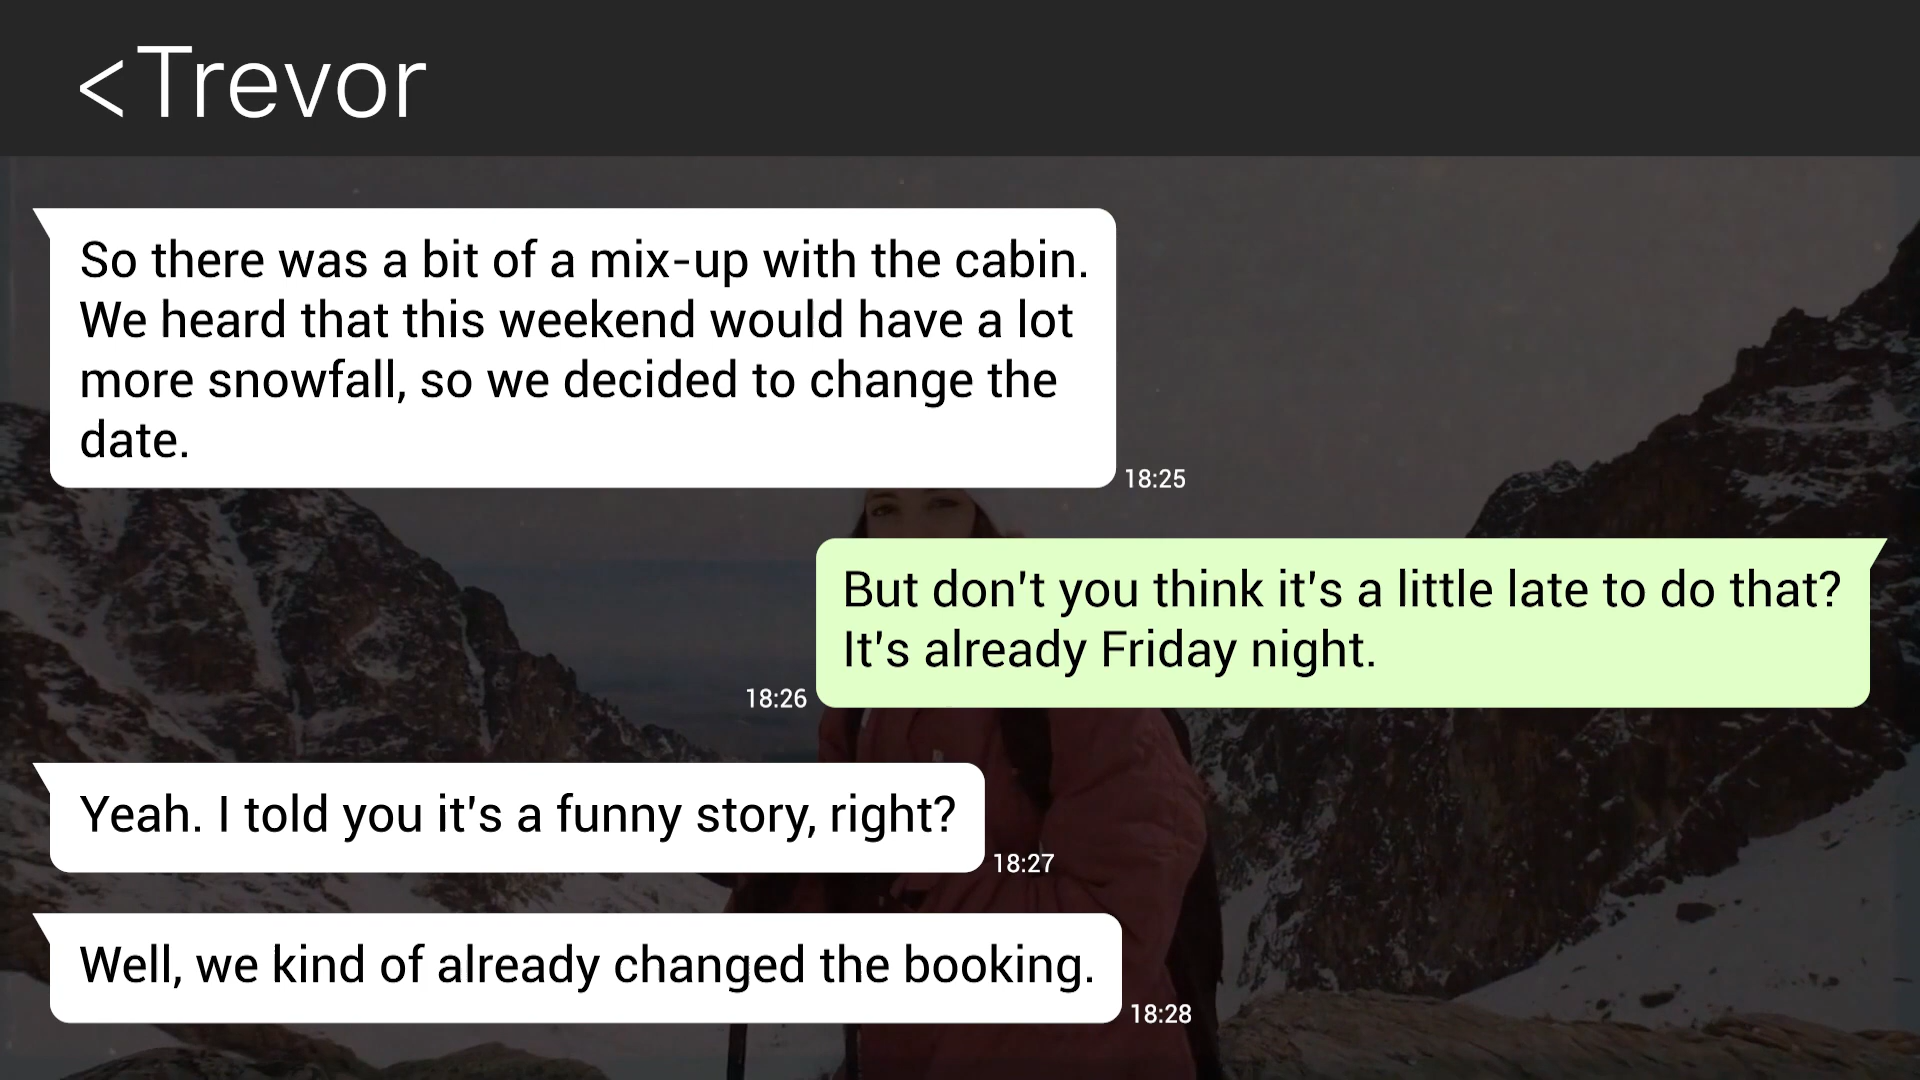 <Trevor
So there was a bit of a mix-up with the cabin.
We heard that this weekend would have a lot
more snowfall, so we decided to change the
date.
18:25
But don't you think it's a little late to do that?
It's already Friday night.
18:26
Yeah. I told you it's a funny story, right?
18:27
Well, we kind of already changed the booking.
18:28